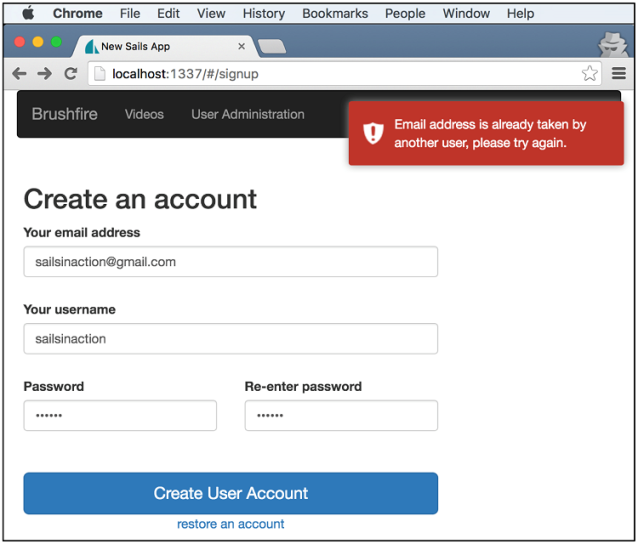 Chrome File Edit View History Bookmarks People Window Help
New Sails App
localhost:1337/#/signup
Brushfire Videos User Administration
Email address is already taken by
another user, please try again.
Create an account
Your email address
sailsinaction@gmail.com
Your username
sailsinaction
Password Re-enter password
•••••• ••••••
Create User Account
restore an account